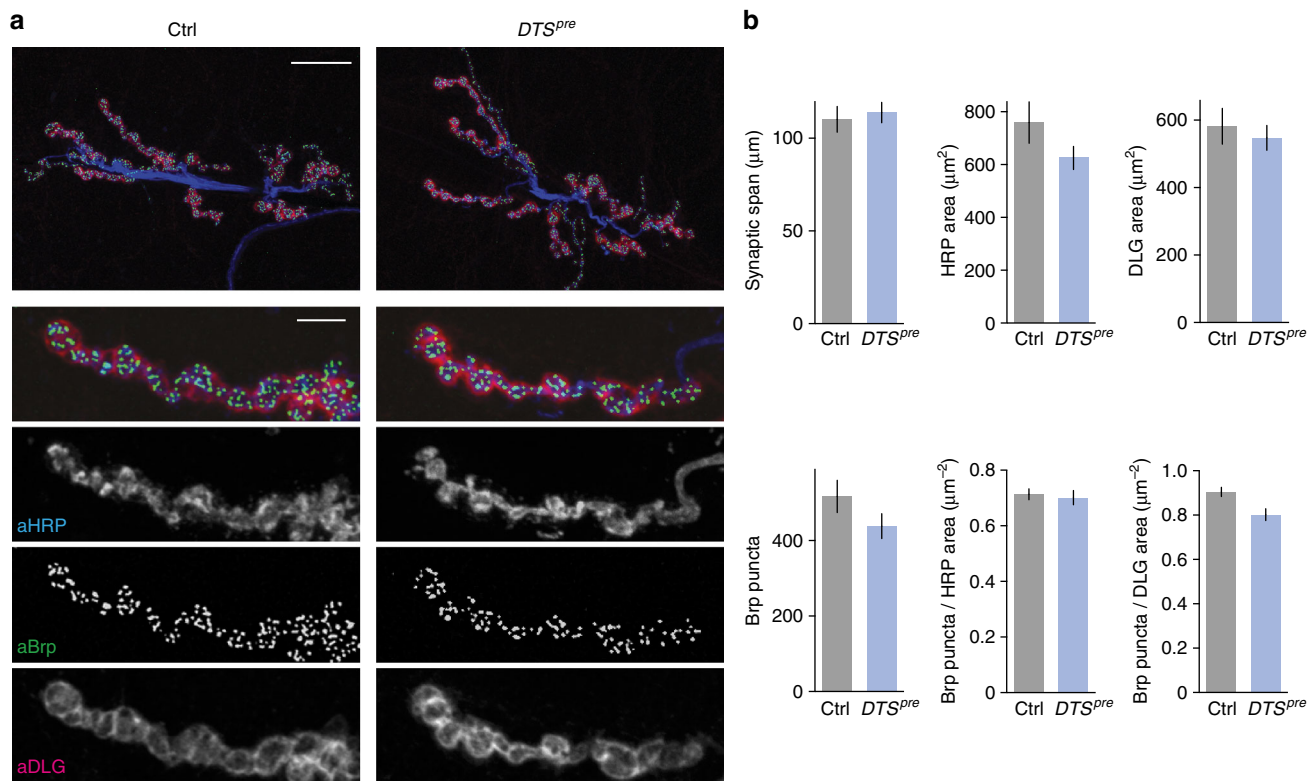 a
Ctrl
DTSpre
aHRP
aBrp
aDLG
b
Synaptic span (μm)
100
50
0
Ctrl DTSpre
HRP area (μm2)
800
600
400
200
0
Ctrl DTSpre
DLG area (μm2)
600
400
200
0
Ctrl DTSpre
Brp puncta
400
200
0
Ctrl DTSpre
Brp puncta / HRP area (μm–2)
0.8
0.6
0.4
0.2
0
Ctrl DTSpre
Brp puncta / DLG area (μm–2)
1.0
0.8
0.6
0.4
0.2
0
Ctrl DTSpre